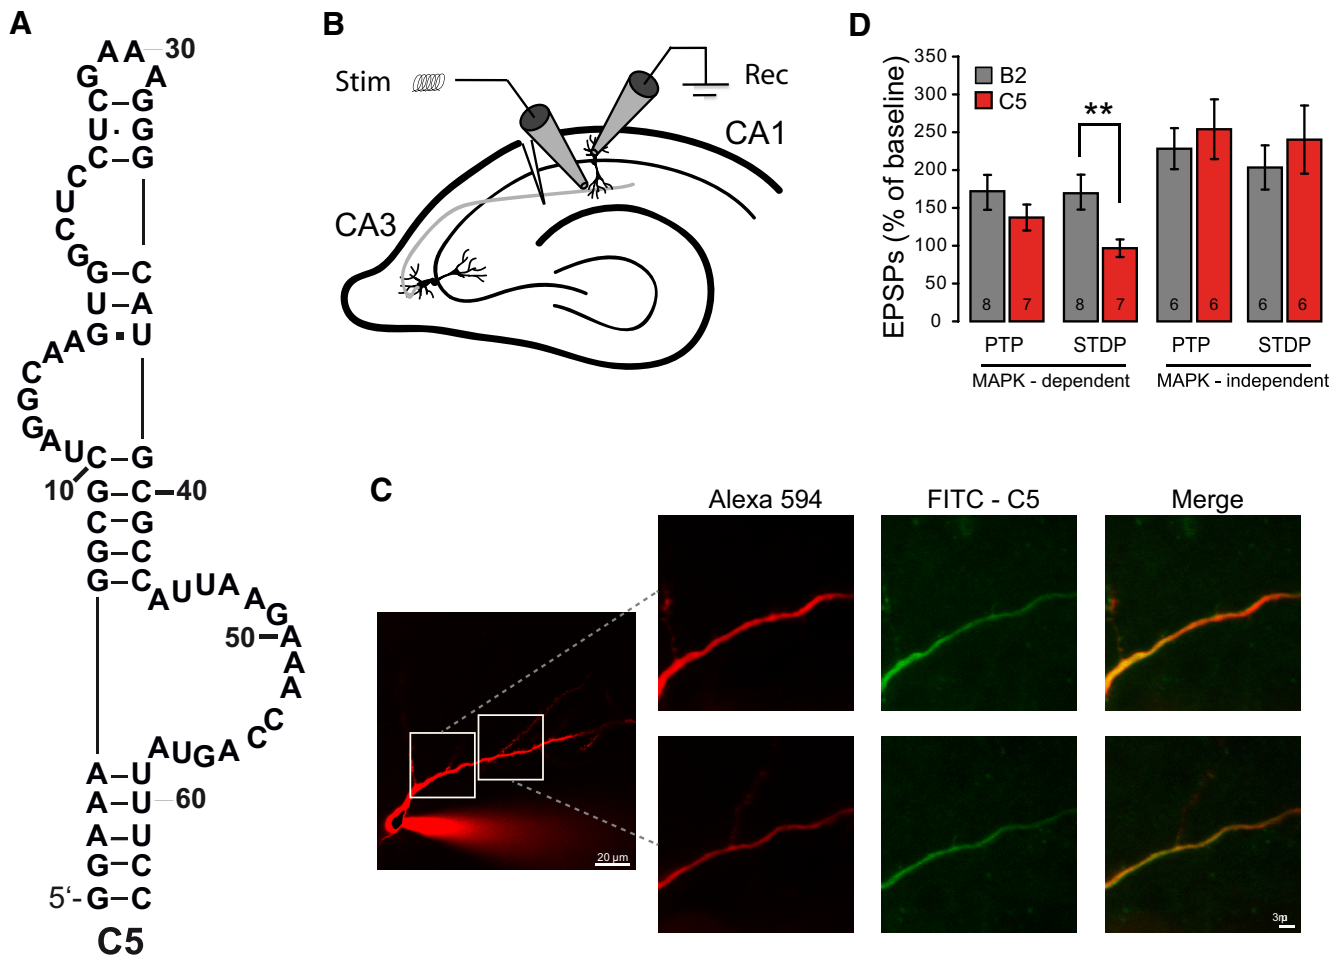 A
A A 30
G A
C – G
U · G
C – G
C
U
C
G
G – C
U – A
G · U
A
A
C
G
G
A
U
C – G
10 G – C – 40
C – G
G – C
G – C
A U U A A G
50 – A
A
A
C
C
A U G A
A – U
A – U 60
A – U
G – C
5‘- G – C
C5
B
Stim
Rec
CA1
CA3
C
Alexa 594
FITC - C5
Merge
20 µm
D
EPSPs (% of baseline)
350
300
250
200
150
100
50
0
B2
C5
**
8 7 8 7 6 6 6 6
PTP STDP PTP STDP
MAPK - dependent MAPK - independent